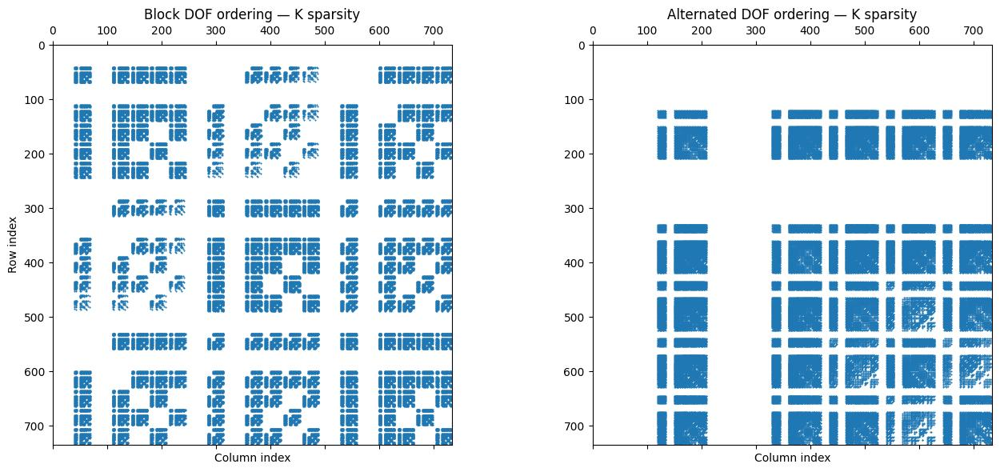 Block DOF ordering — K sparsity
0 100 200 300 400 500 600 700
0
100
200
300
400
500
600
700
Row index
Column index
Alternated DOF ordering — K sparsity
0 100 200 300 400 500 600 700
0
100
200
300
400
500
600
700
Column index